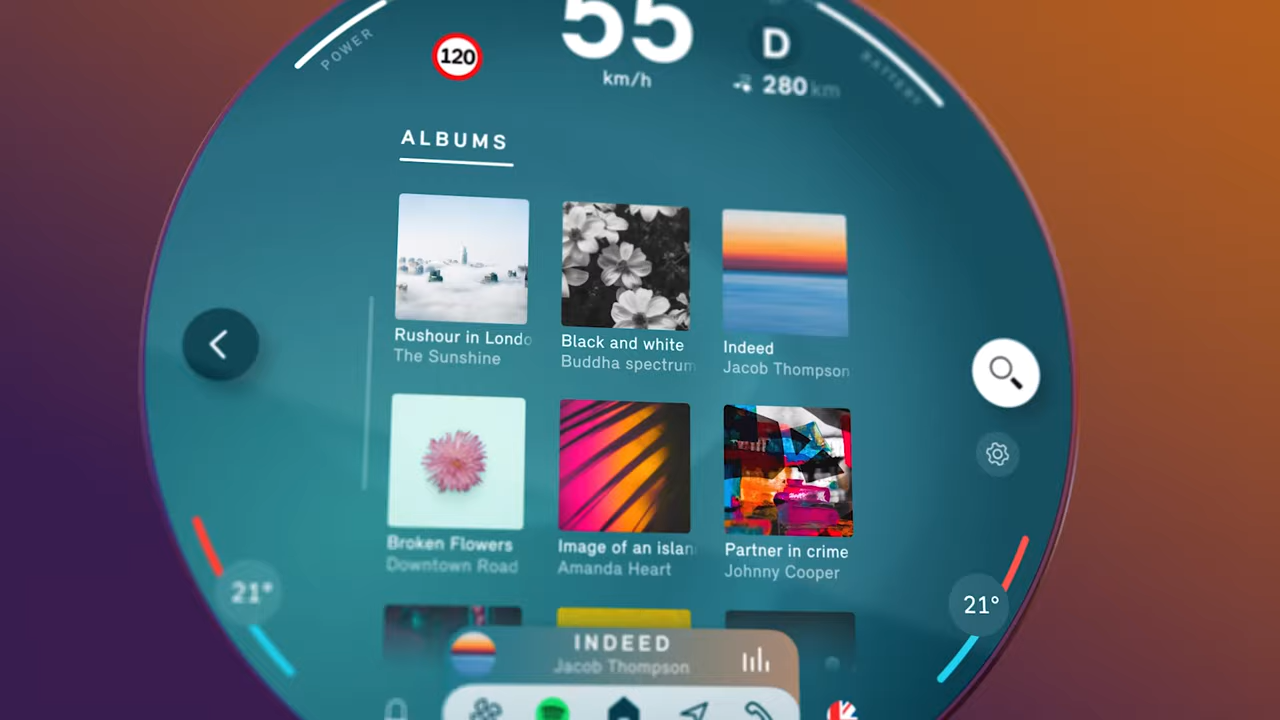 POWER
120
55
km/h
D
280 km
BATTERY
ALBUMS
Rushour in Londo
The Sunshine
Black and white
Buddha spectrum
Indeed
Jacob Thompson
Broken Flowers
Downtown Road
Image of an islan
Amanda Heart
Partner in crime
Johnny Cooper
21°
21°
INDEED
Jacob Thompson